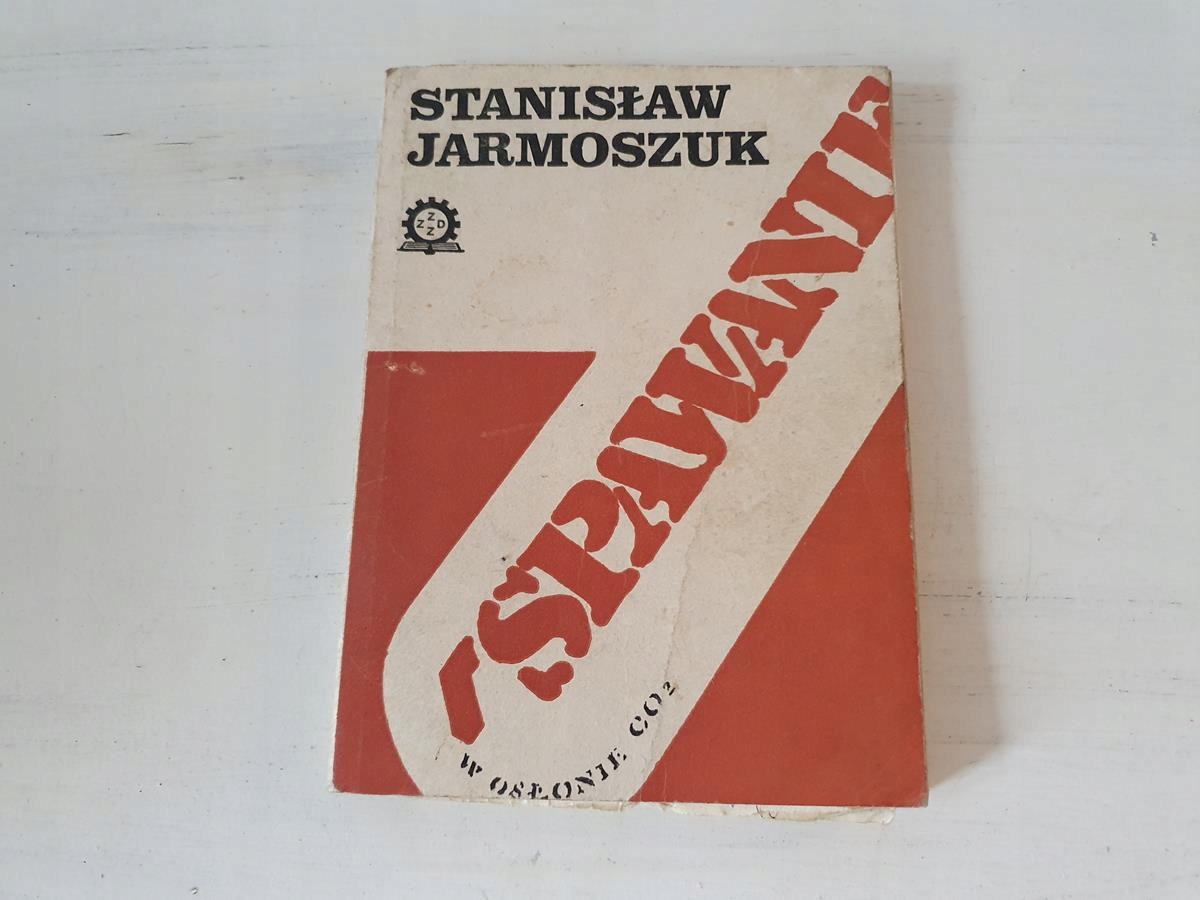 STANISŁAW
JARMOSZUK
Z
Z D
Z
SPAWANIE
W OSŁONIE CO₂